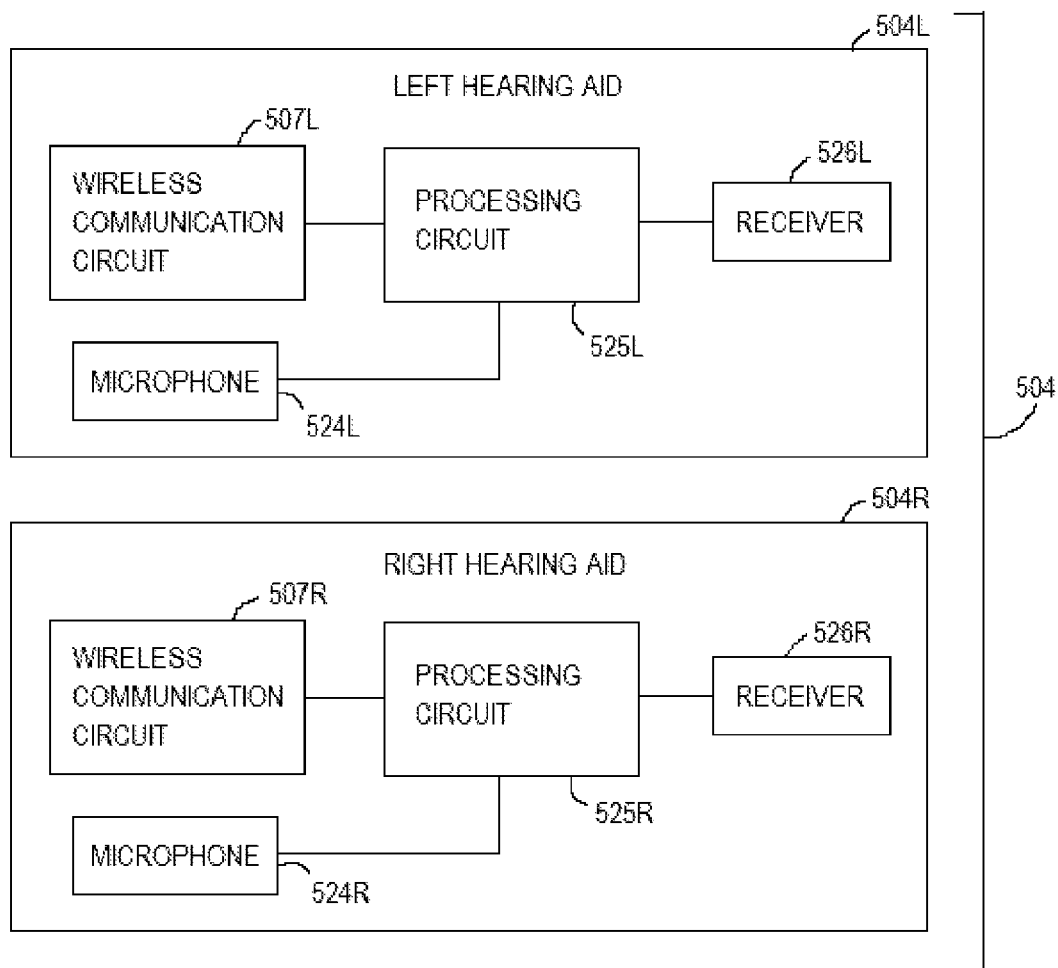 504L
LEFT HEARING AID
507L
WIRELESS
COMMUNICATION
CIRCUIT
PROCESSING
CIRCUIT
526L
RECEIVER
525L
MICROPHONE
524L
504
504R
RIGHT HEARING AID
507R
WIRELESS
COMMUNICATION
CIRCUIT
PROCESSING
CIRCUIT
526R
RECEIVER
525R
MICROPHONE
524R